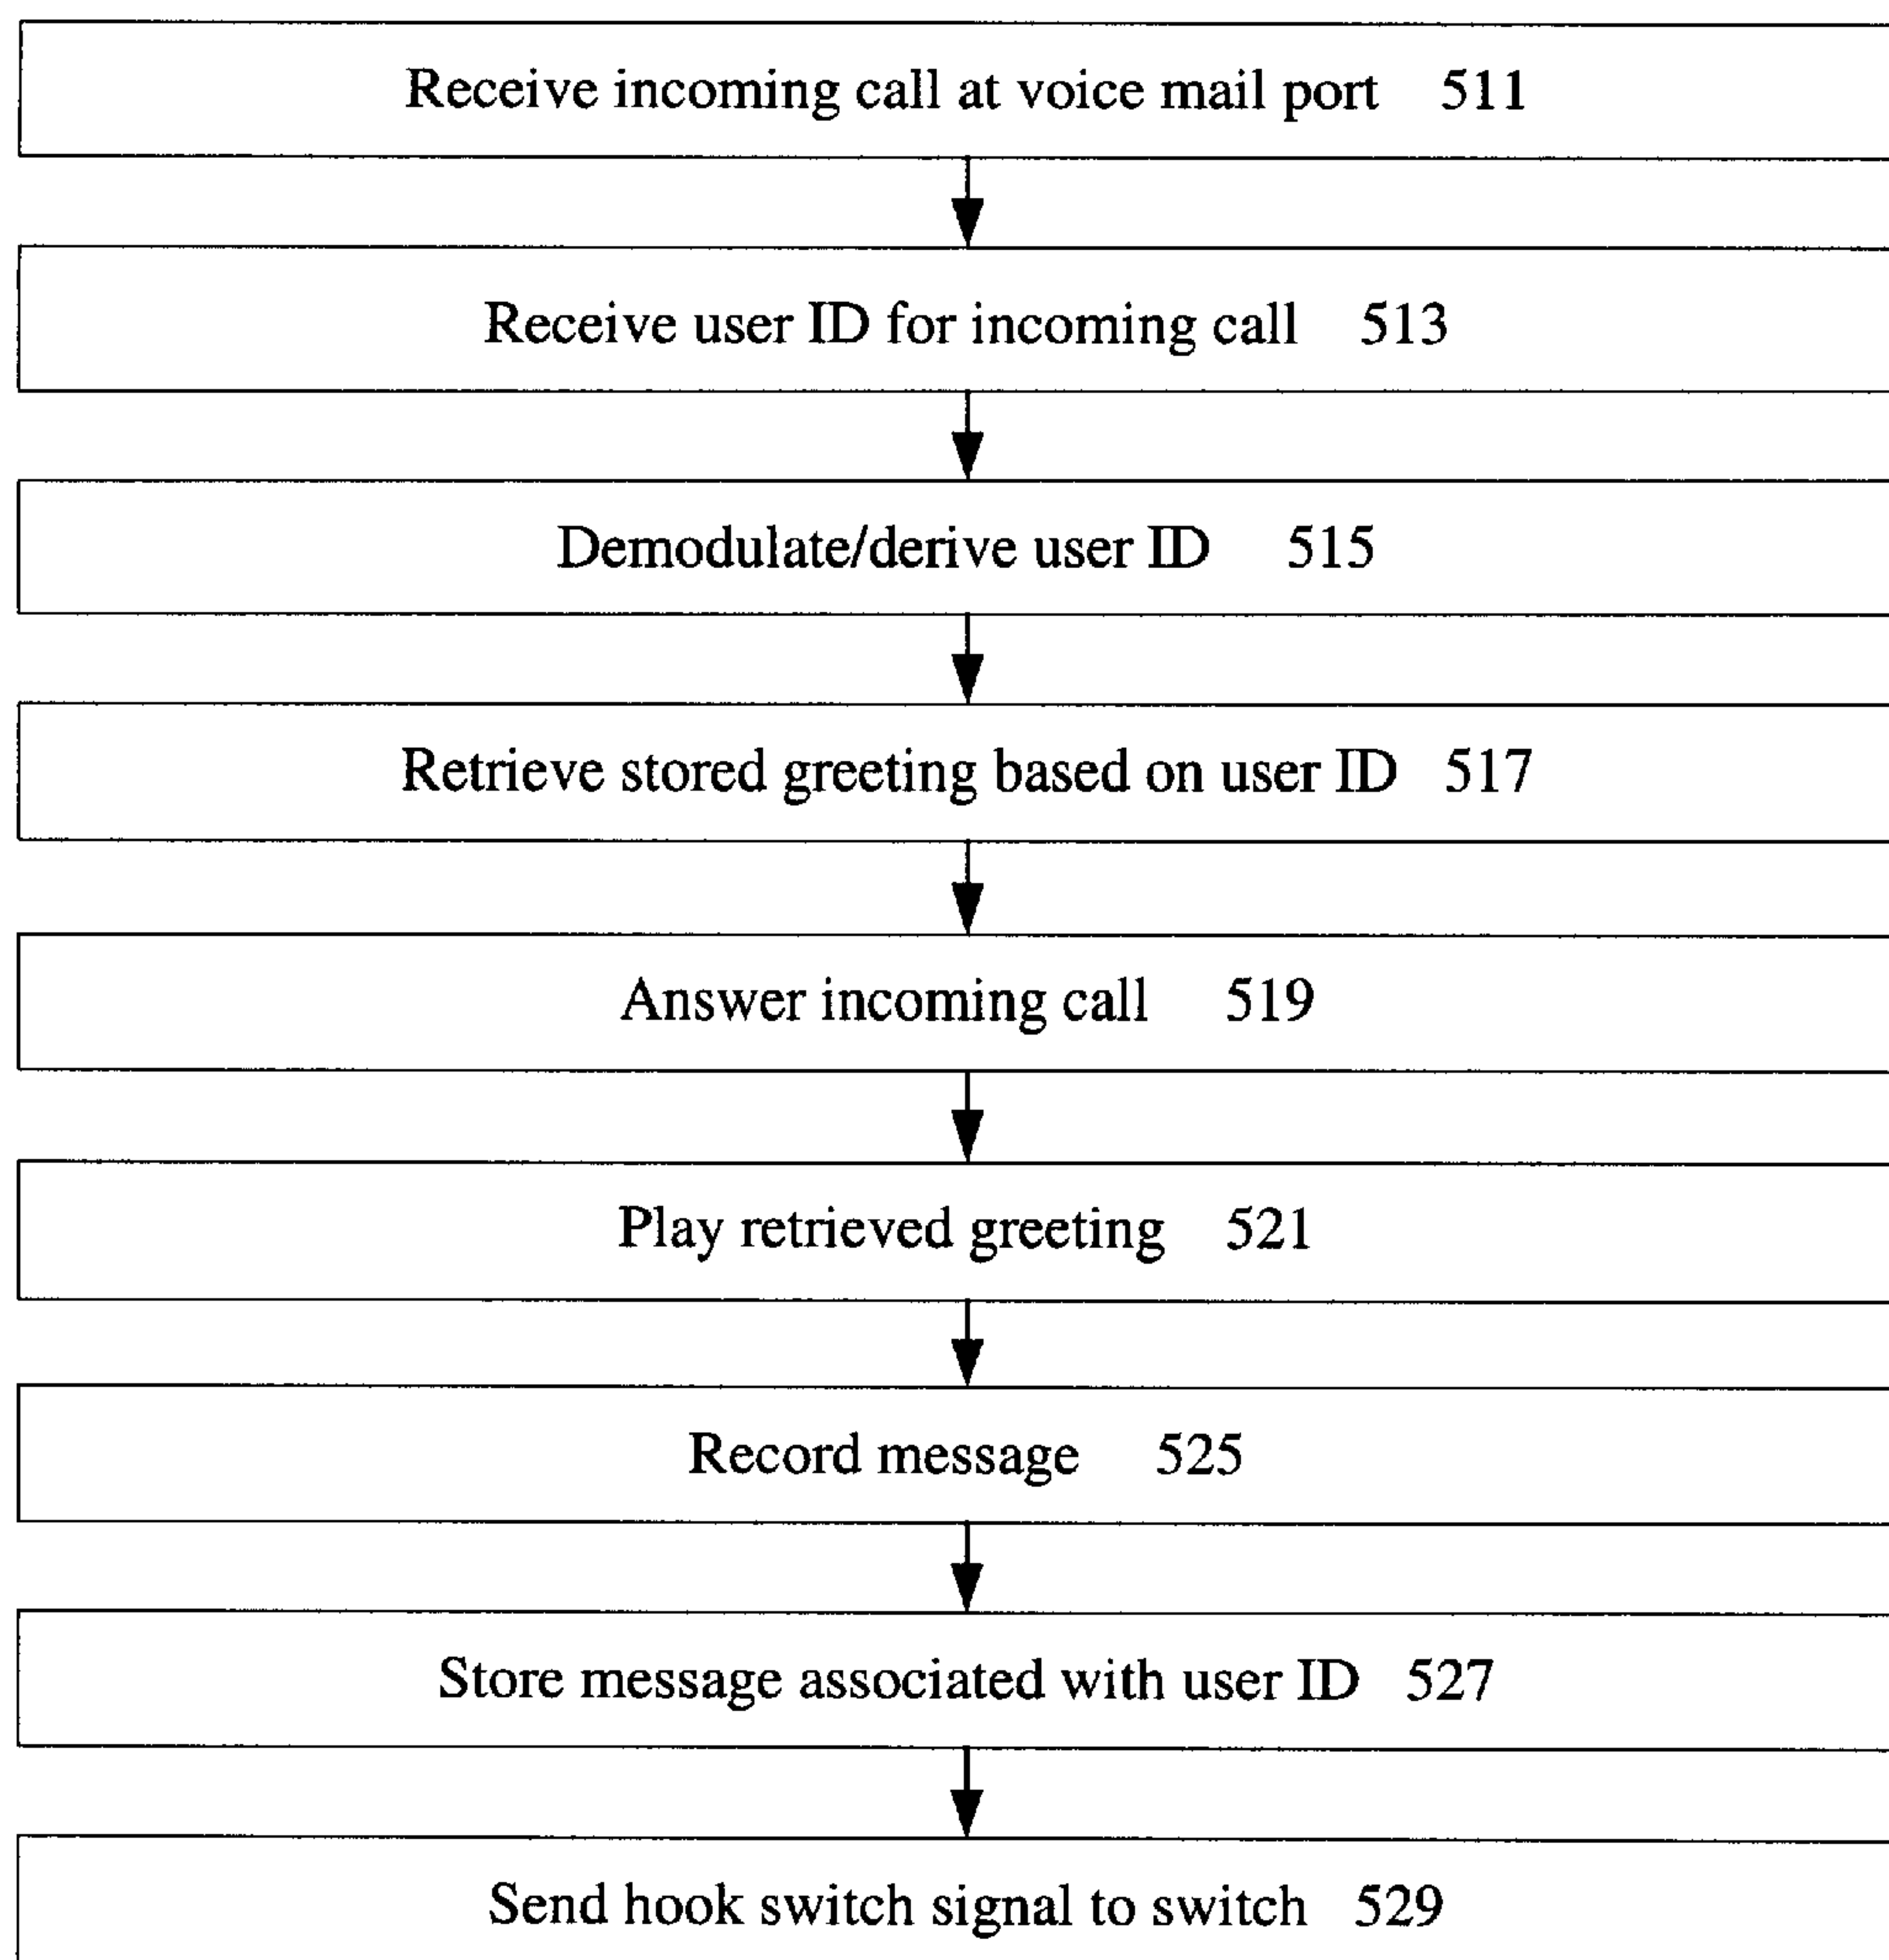 Receive incoming call at voice mail port 511
Receive user ID for incoming call 513
Demodulate/derive user ID 515
Retrieve stored greeting based on user ID 517
Answer incoming call 519
Play retrieved greeting 521
Record message 525
Store message associated with user ID 527
Send hook switch signal to switch 529